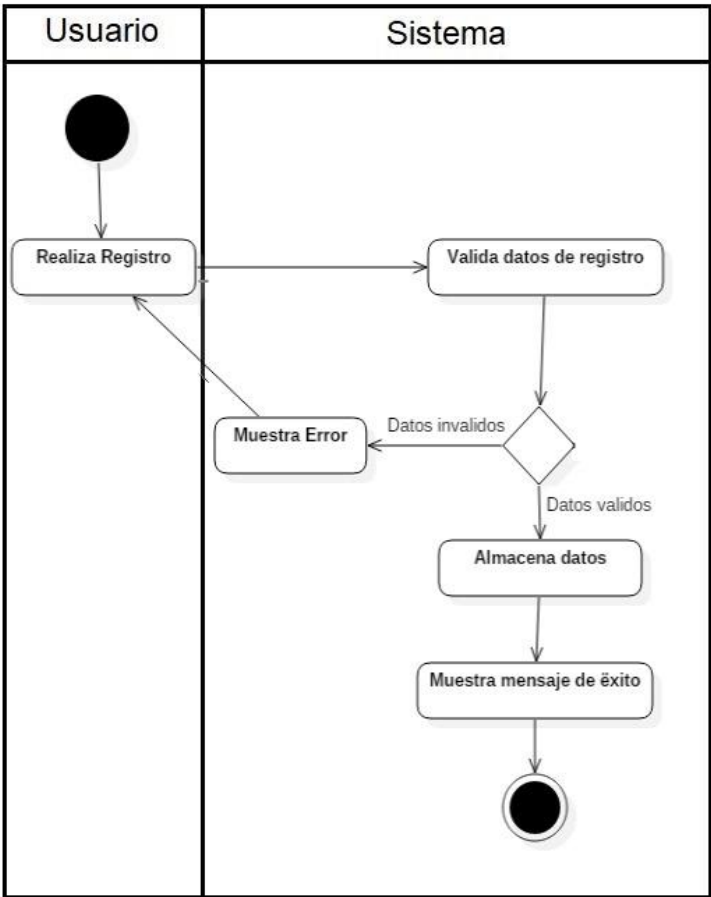 Usuario
Sistema
Realiza Registro
Valida datos de registro
Datos invalidos
Muestra Error
Datos validos
Almacena datos
Muestra mensaje de ëxito